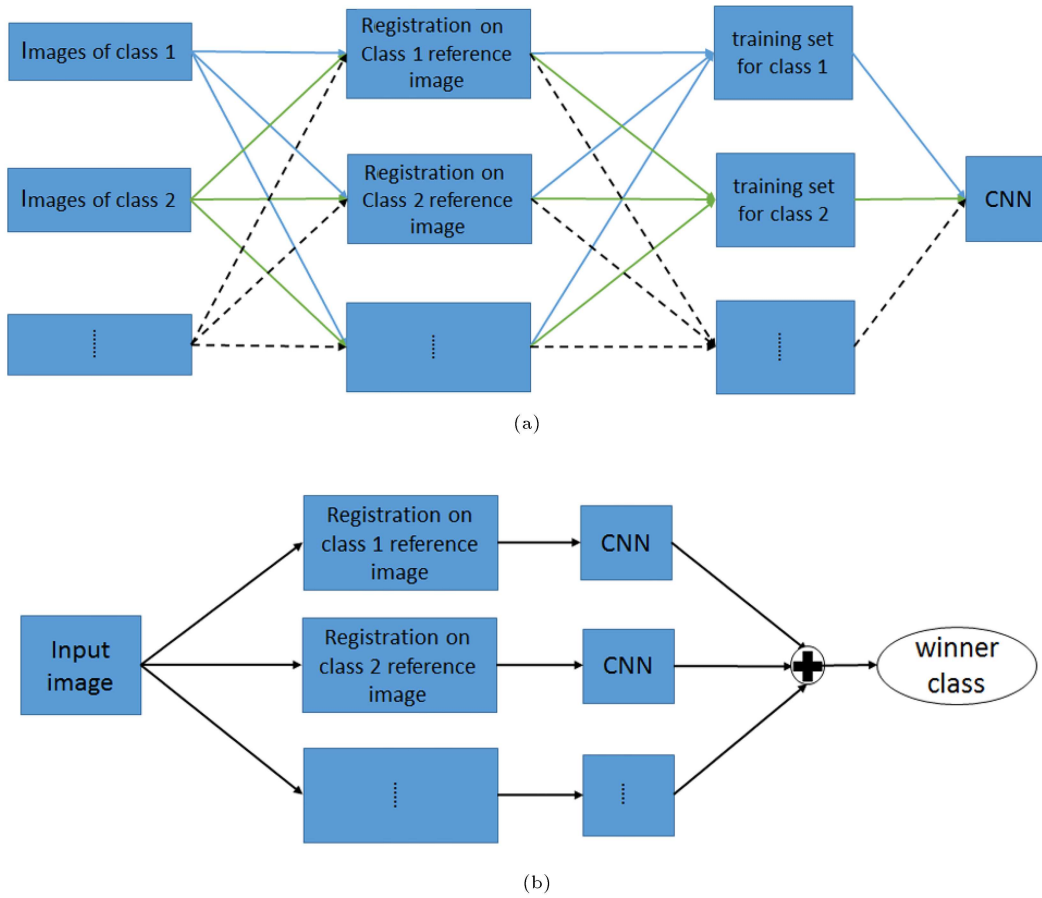 Images of class 1
Registration on
Class 1 reference
image
training set
for class 1
Images of class 2
Registration on
Class 2 reference
image
training set
for class 2
CNN
(a)
Registration on
class 1 reference
image
CNN
Input
image
Registration on
class 2 reference
image
CNN
winner
class
(b)